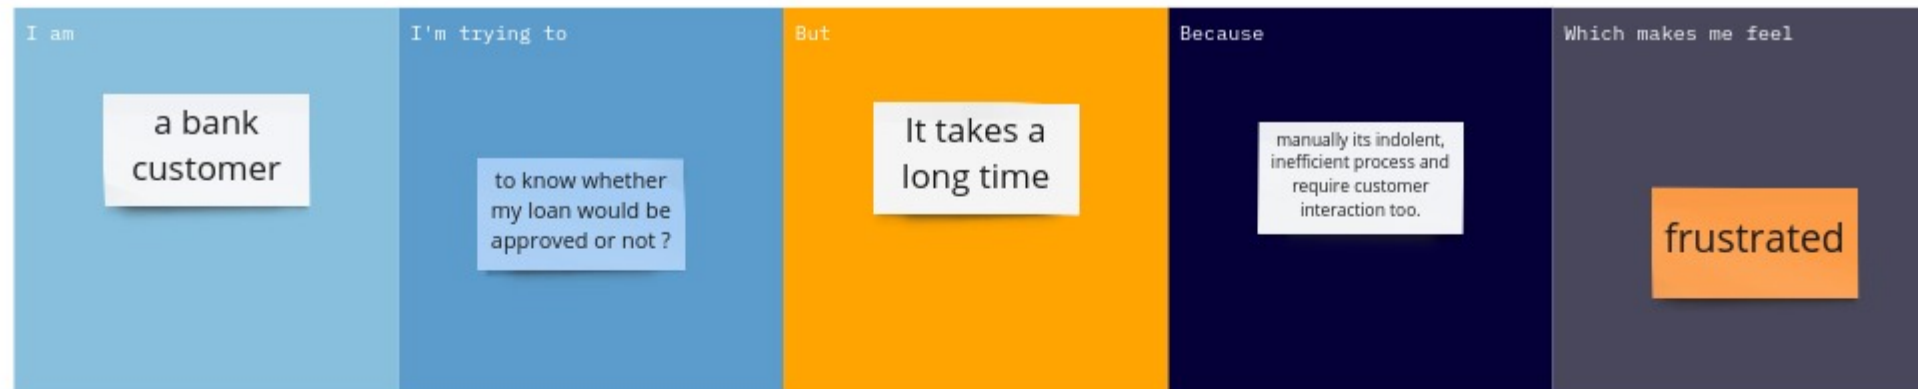 I am
a bank
customer
I'm trying to
to know whether
my loan would be
approved or not ?
But
It takes a
long time
Because
manually its indolent,
inefficient process and
require customer
interaction too.
Which makes me feel
frustrated